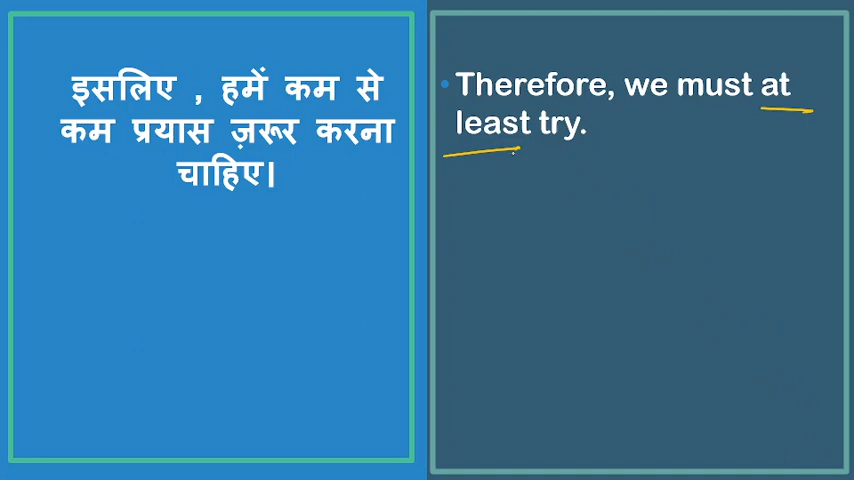 इसलिए , हमें कम से
कम प्रयास ज़रूर करना
चाहिए।
• Therefore, we must at
least try.